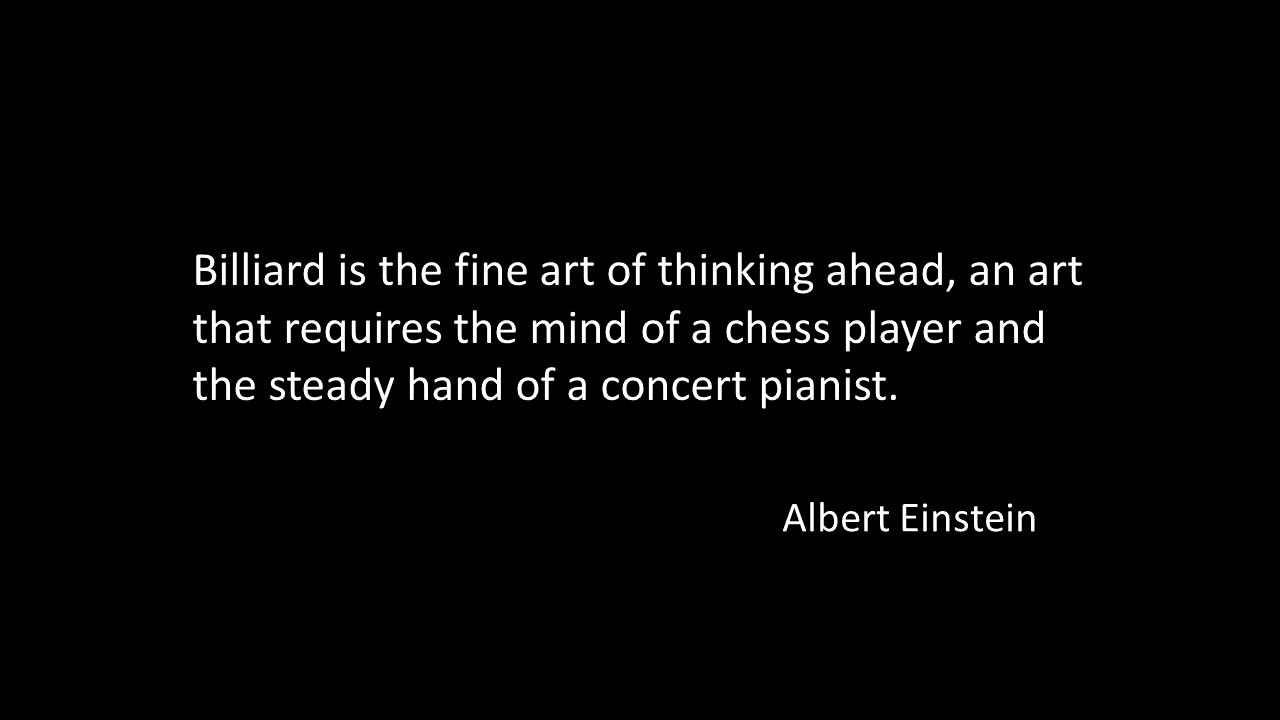 Billiard is the fine art of thinking ahead, an art
that requires the mind of a chess player and
the steady hand of a concert pianist.
Albert Einstein